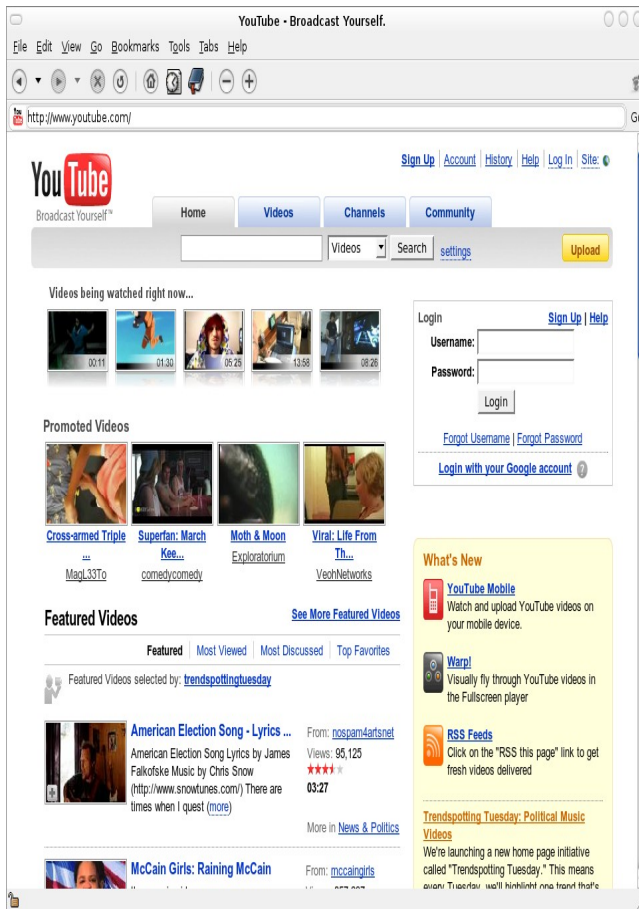 YouTube - Broadcast Yourself.
File Edit View Go Bookmarks Tools Tabs Help
http://www.youtube.com/
You Tube
Broadcast Yourself™
Sign Up Account History Help Log In Site:
Home Videos Channels Community
Videos Search settings Upload
Videos being watched right now...
00:11 01:30 05:25 13:58 08:26
Login Sign Up | Help
Username:
Password:
Login
Forgot Username | Forgot Password
Login with your Google account ?
Promoted Videos
Cross-armed Triple ...
MagL33To
Superfan: March Kee...
comedycomedy
Moth & Moon
Exploratorium
Viral: Life From Th...
VeohNetworks
Featured Videos See More Featured Videos
Featured Most Viewed Most Discussed Top Favorites
Featured Videos selected by: trendspottingtuesday
American Election Song - Lyrics ...
American Election Song Lyrics by James
Falkofske Music by Chris Snow
(http://www.snowtunes.com/) There are
times when I quest (more)
From: nospam4artsnet
Views: 95,125
03:27
More in News & Politics
McCain Girls: Raining McCain
From: mccaingirls
What's New
YouTube Mobile
Watch and upload YouTube videos on
your mobile device.
Warp!
Visually fly through YouTube videos in
the Fullscreen player
RSS Feeds
Click on the "RSS this page" link to get
fresh videos delivered
Trendspotting Tuesday: Political Music
Videos
We're launching a new home page initiative
called "Trendspotting Tuesday." This means
every Tuesday, we'll highlight one trend that's